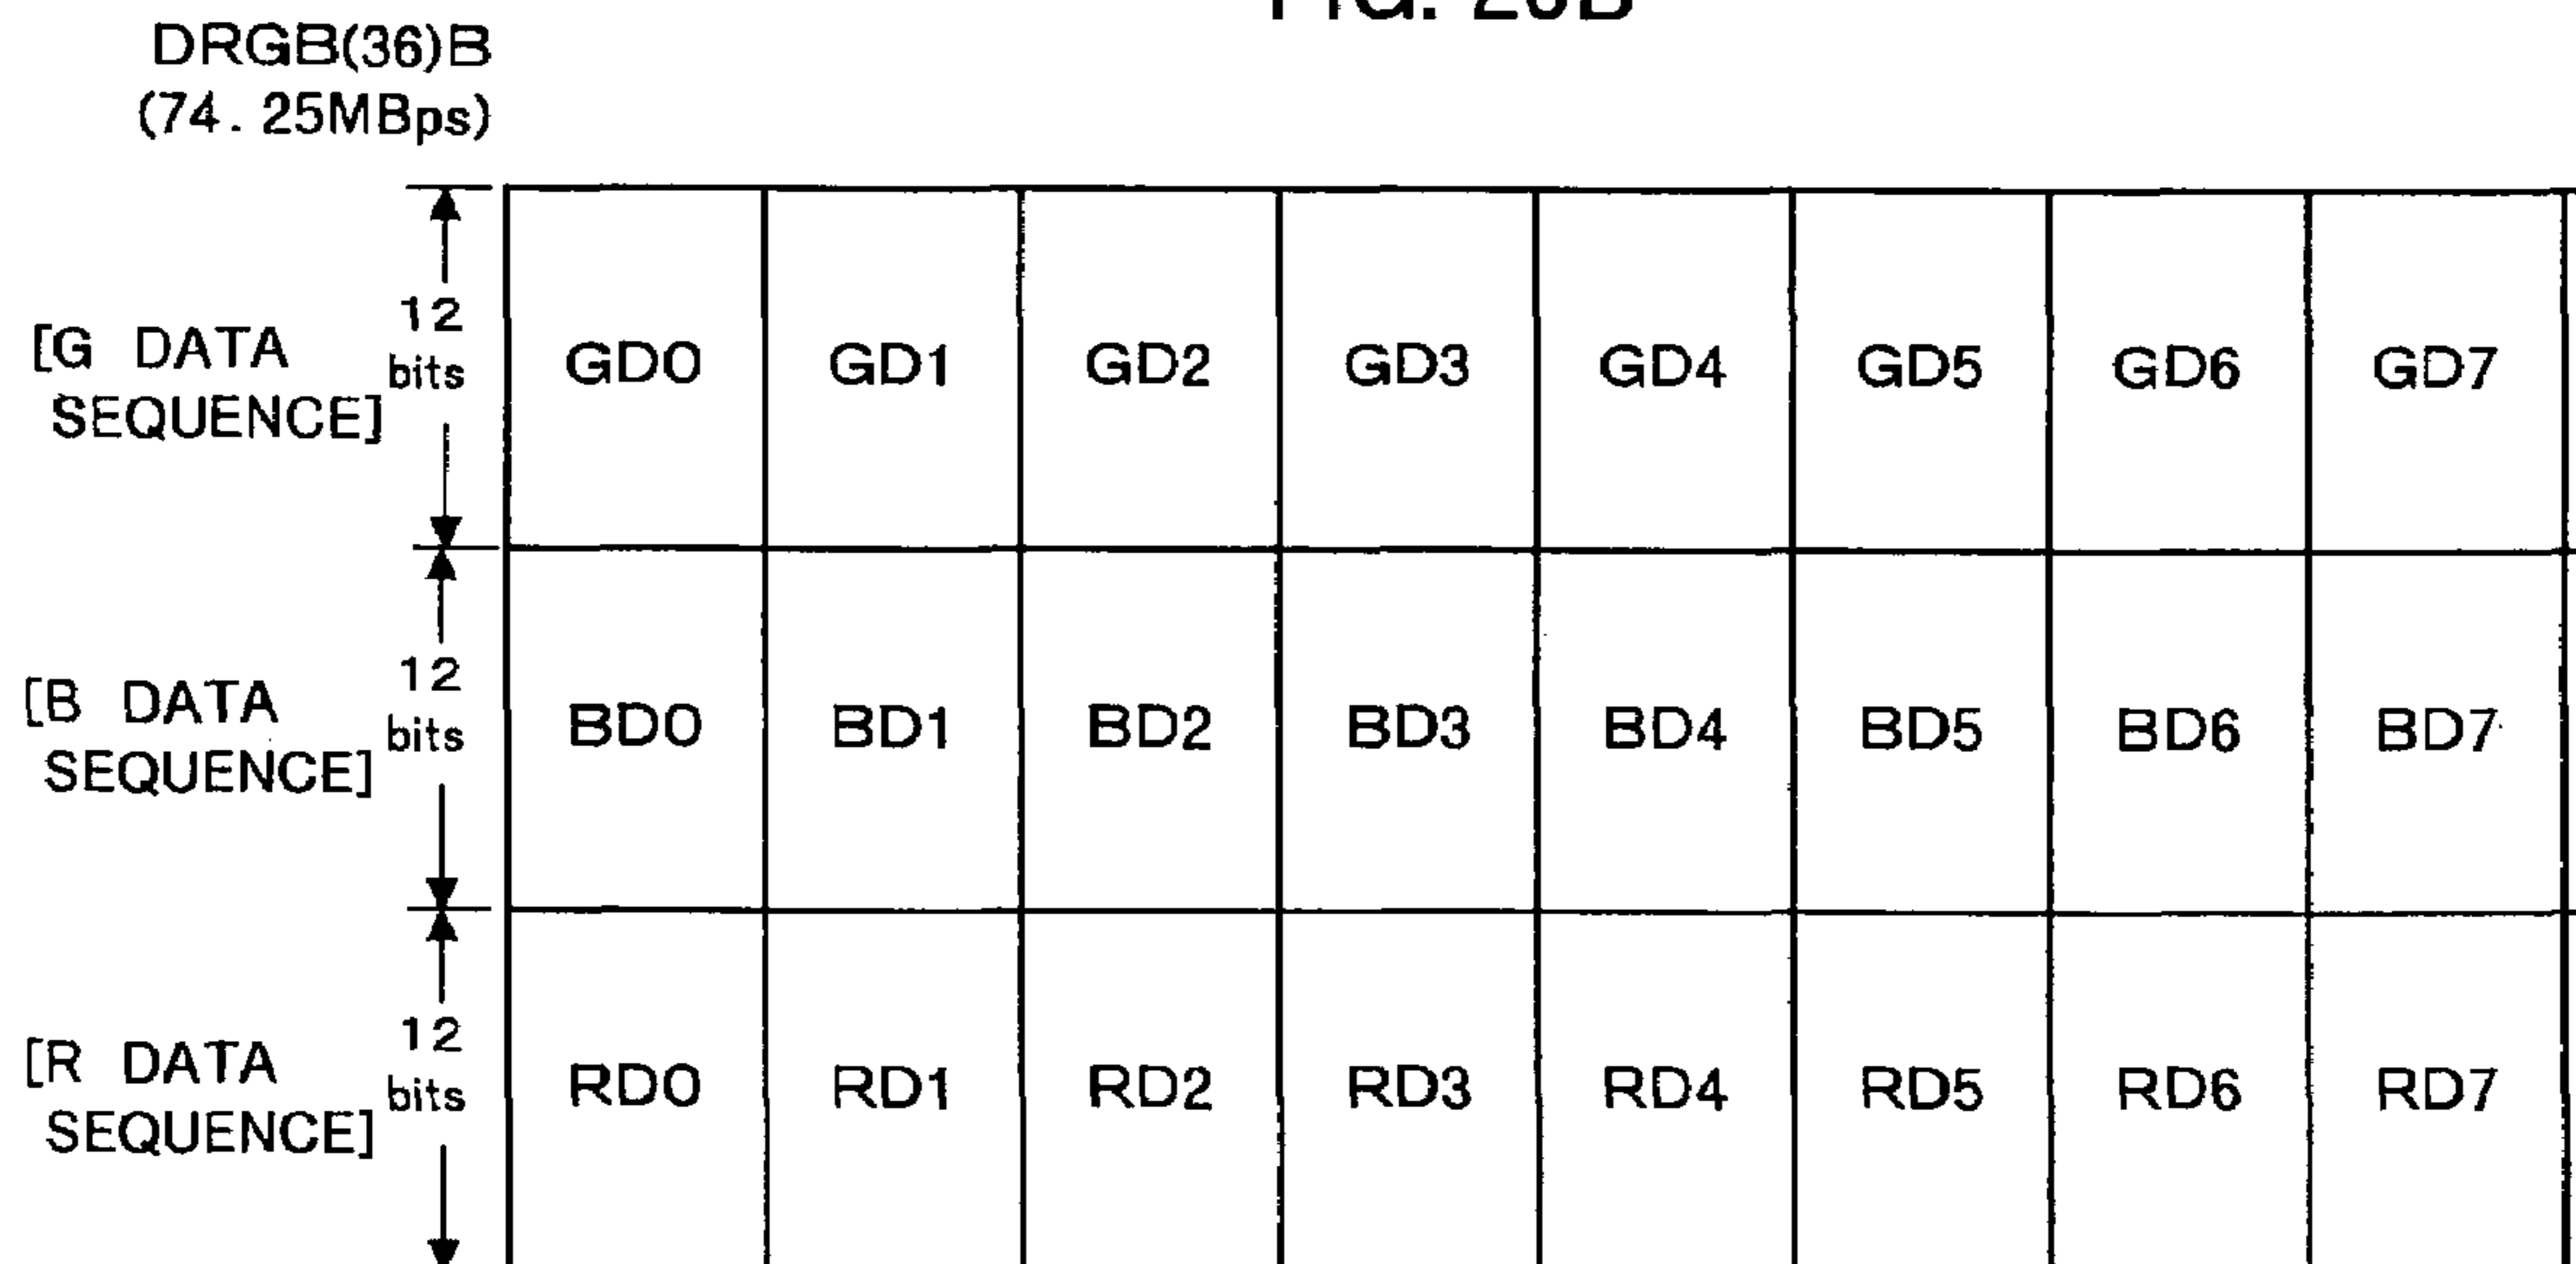 FIG. 20B
DRGB(36)B
(74. 25MBps)
[G DATA
SEQUENCE]
12
bits
GD0 GD1 GD2 GD3 GD4 GD5 GD6 GD7
[B DATA
SEQUENCE]
12
bits
BD0 BD1 BD2 BD3 BD4 BD5 BD6 BD7
[R DATA
SEQUENCE]
12
bits
RD0 RD1 RD2 RD3 RD4 RD5 RD6 RD7